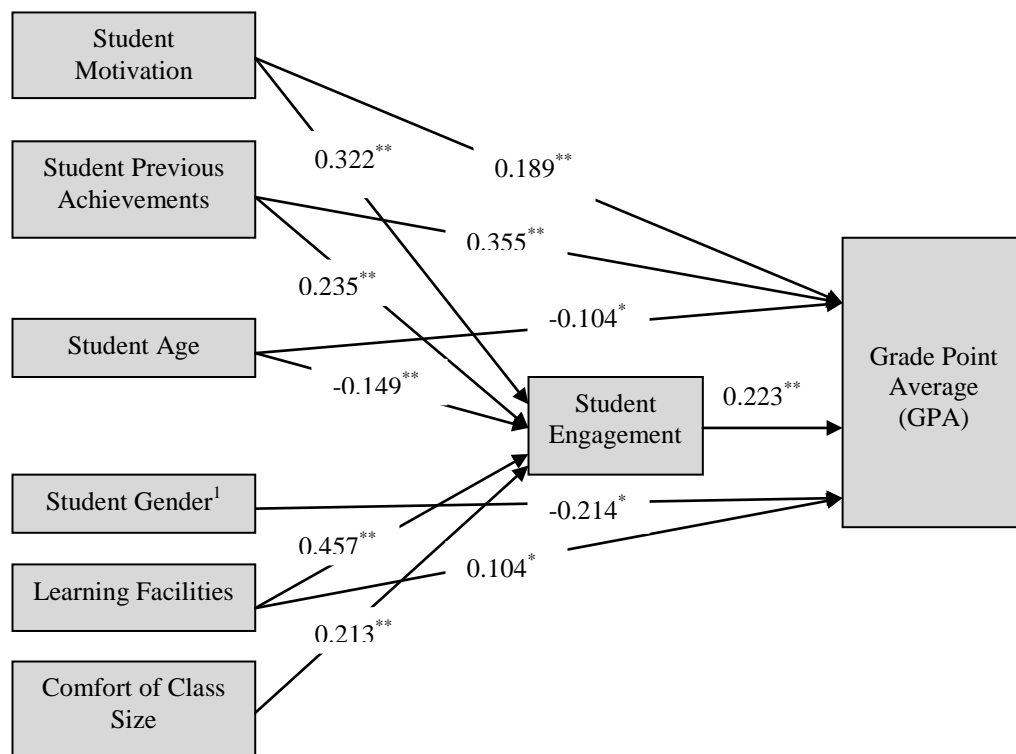 Student
Motivation
0.322**
0.189**
Student Previous
Achievements
0.355**
0.235**
-0.104*
Student Age
-0.149**
Student
Engagement
0.223**
Grade Point
Average
(GPA)
Student Gender¹
-0.214*
0.457**
0.104*
Learning Facilities
0.213**
Comfort of Class
Size